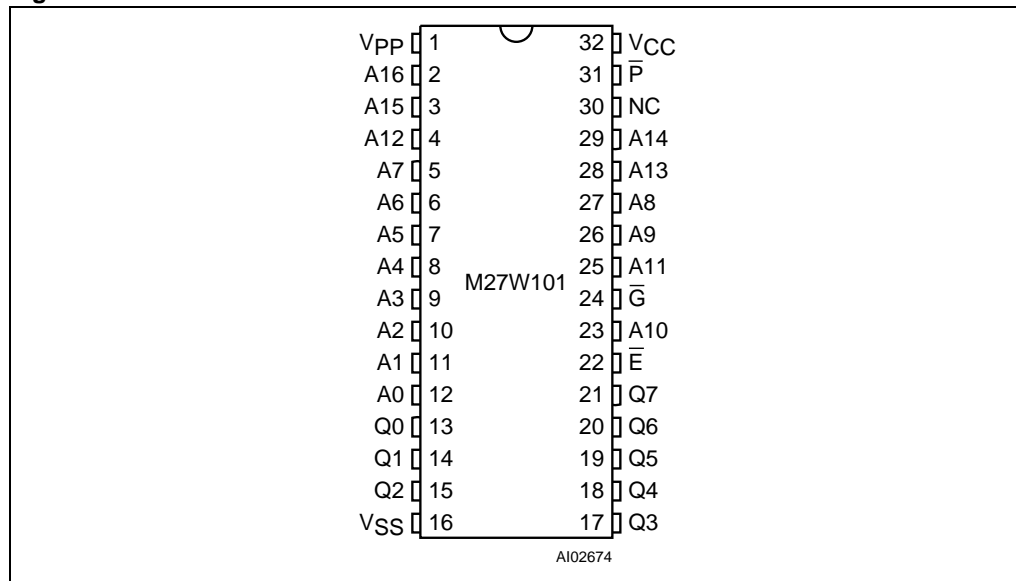 VPP 1 32 VCC
A16 2 31 P̅
A15 3 30 NC
A12 4 29 A14
A7 5 28 A13
A6 6 27 A8
A5 7 26 A9
A4 8 25 A11
M27W101
A3 9 24 G̅
A2 10 23 A10
A1 11 22 E̅
A0 12 21 Q7
Q0 13 20 Q6
Q1 14 19 Q5
Q2 15 18 Q4
VSS 16 17 Q3
AI02674